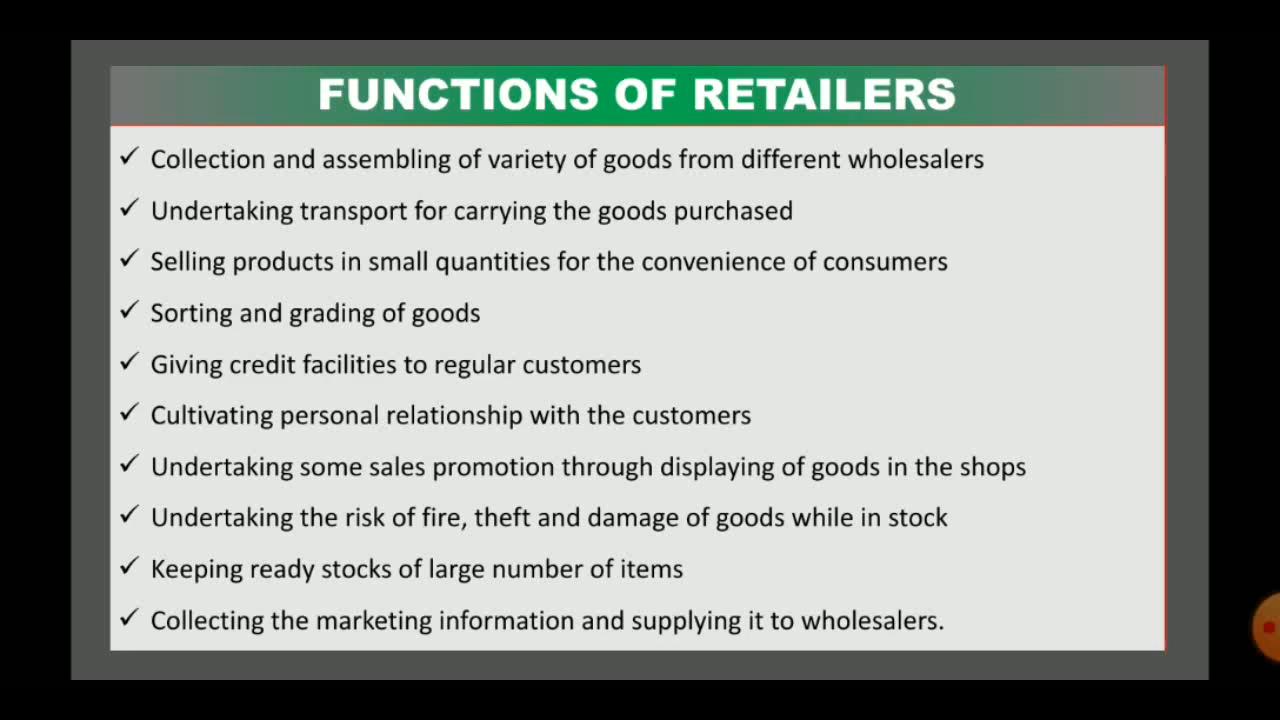 FUNCTIONS OF RETAILERS
✓ Collection and assembling of variety of goods from different wholesalers
✓ Undertaking transport for carrying the goods purchased
✓ Selling products in small quantities for the convenience of consumers
✓ Sorting and grading of goods
✓ Giving credit facilities to regular customers
✓ Cultivating personal relationship with the customers
✓ Undertaking some sales promotion through displaying of goods in the shops
✓ Undertaking the risk of fire, theft and damage of goods while in stock
✓ Keeping ready stocks of large number of items
✓ Collecting the marketing information and supplying it to wholesalers.